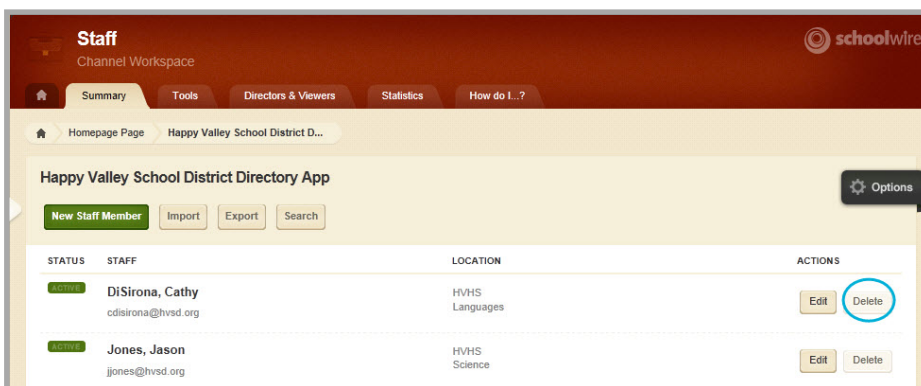 Staff
schoolwire
Channel Workspace
Summary Tools Directors & Viewers Statistics How do I...?
Homepage Page Happy Valley School District D...
Happy Valley School District Directory App
Options
New Staff Member Import Export Search
STATUS STAFF LOCATION ACTIONS
ACTIVE DiSirona, Cathy HVHS Edit Delete
cdisirona@hvsd.org Languages
ACTIVE Jones, Jason HVHS Edit Delete
jjones@hvsd.org Science